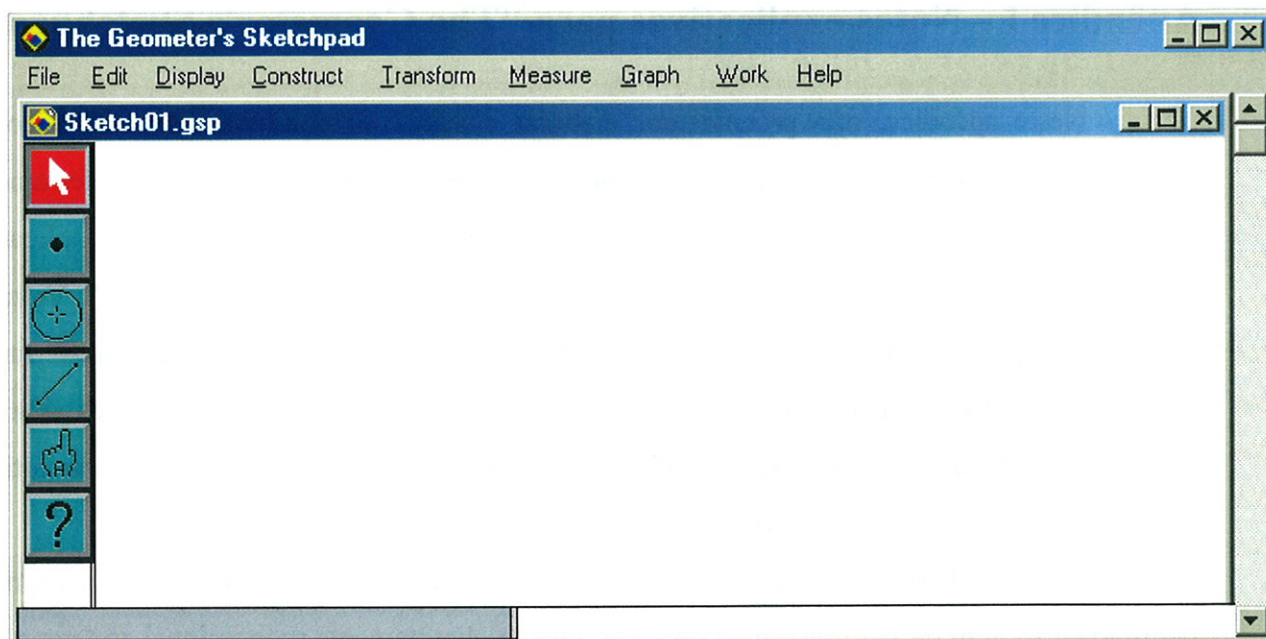 The Geometer's Sketchpad
File Edit Display Construct Transform Measure Graph Work Help
Sketch01.gsp
A
?